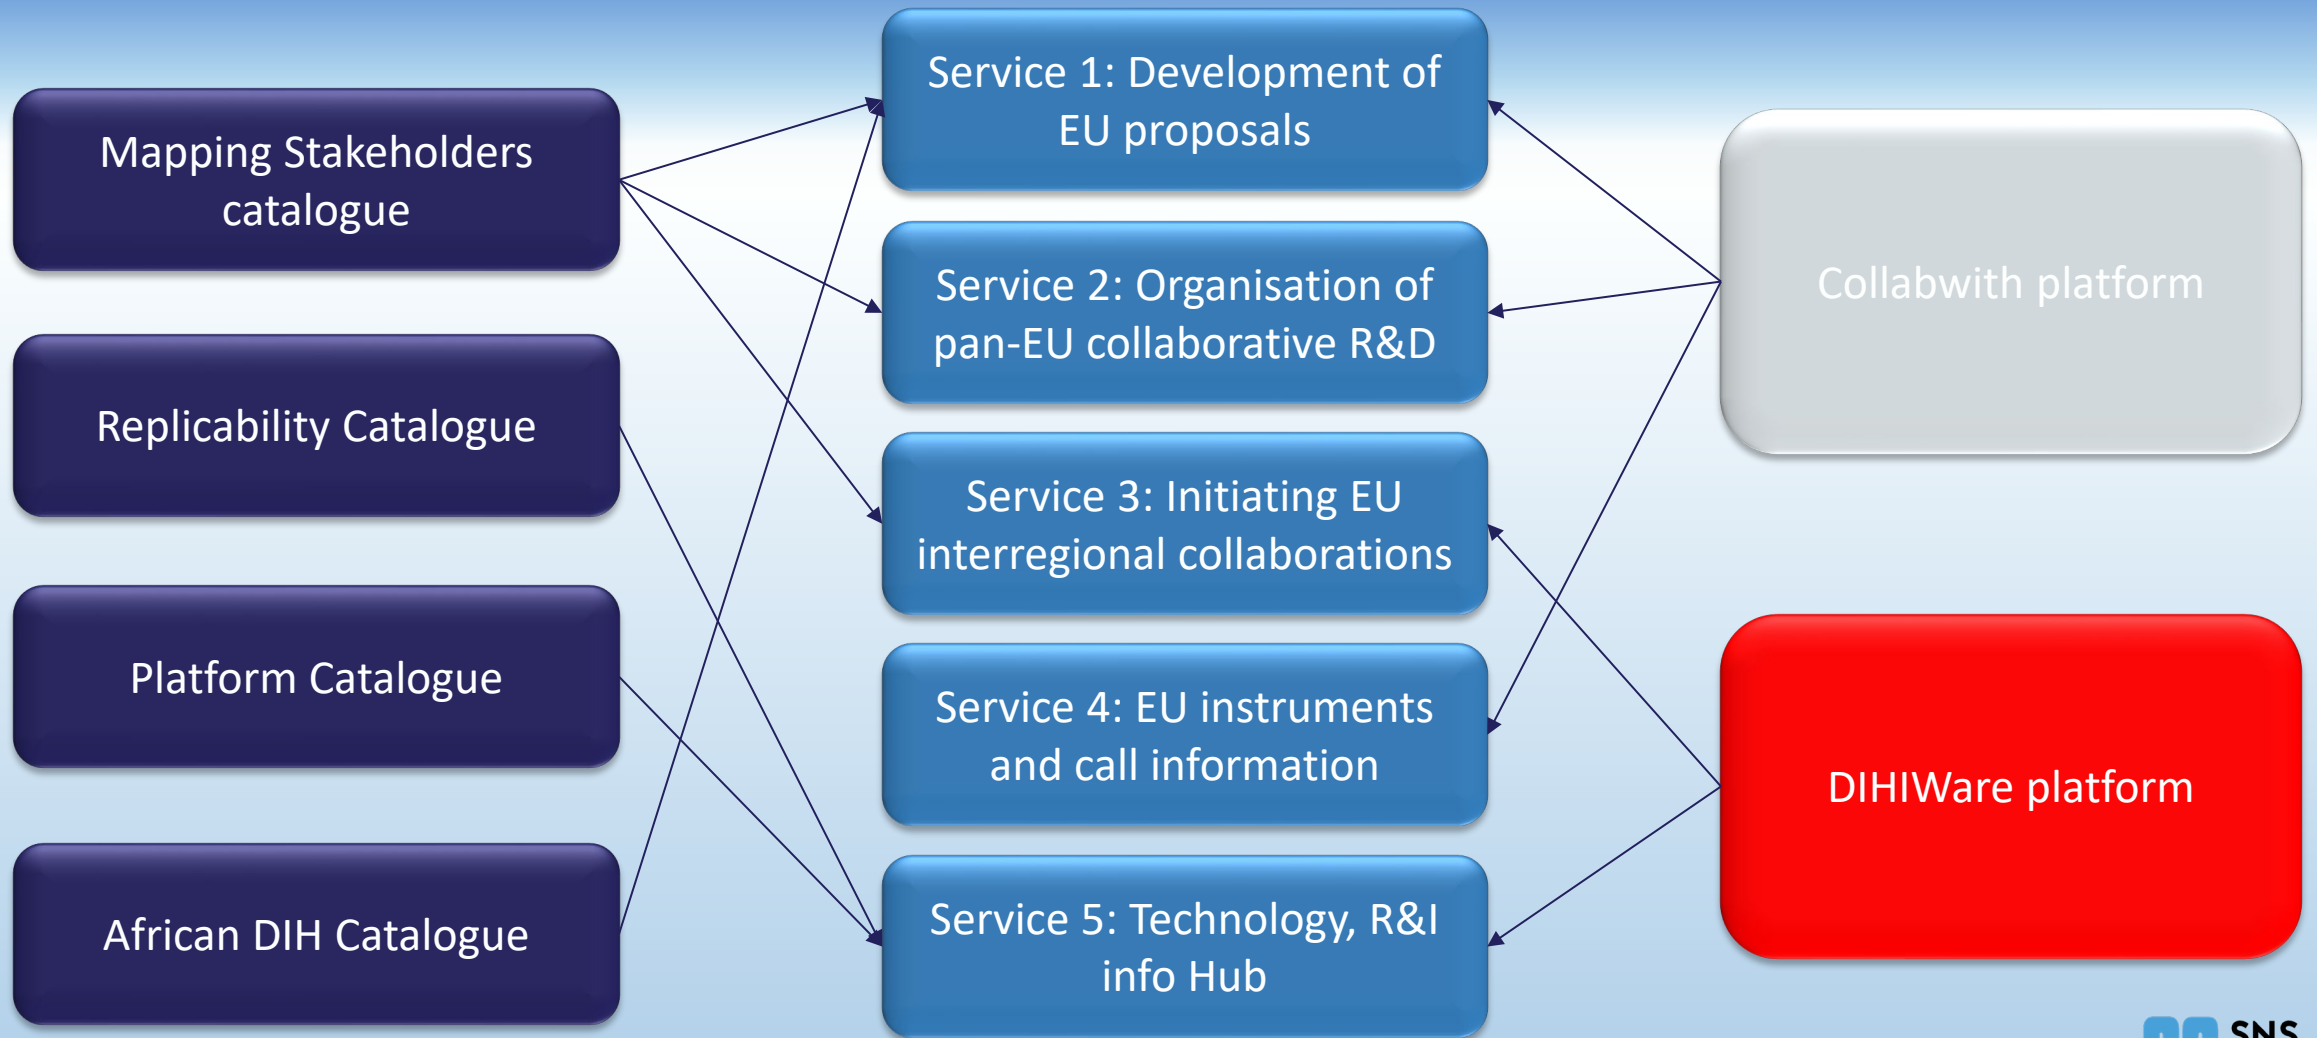 Mapping Stakeholders
catalogue
Replicability Catalogue
Platform Catalogue
African DIH Catalogue
Service 1: Development of
EU proposals
Service 2: Organisation of
pan-EU collaborative R&D
Service 3: Initiating EU
interregional collaborations
Service 4: EU instruments
and call information
Service 5: Technology, R&I
info Hub
Collabwith platform
DIHIWare platform
SNS